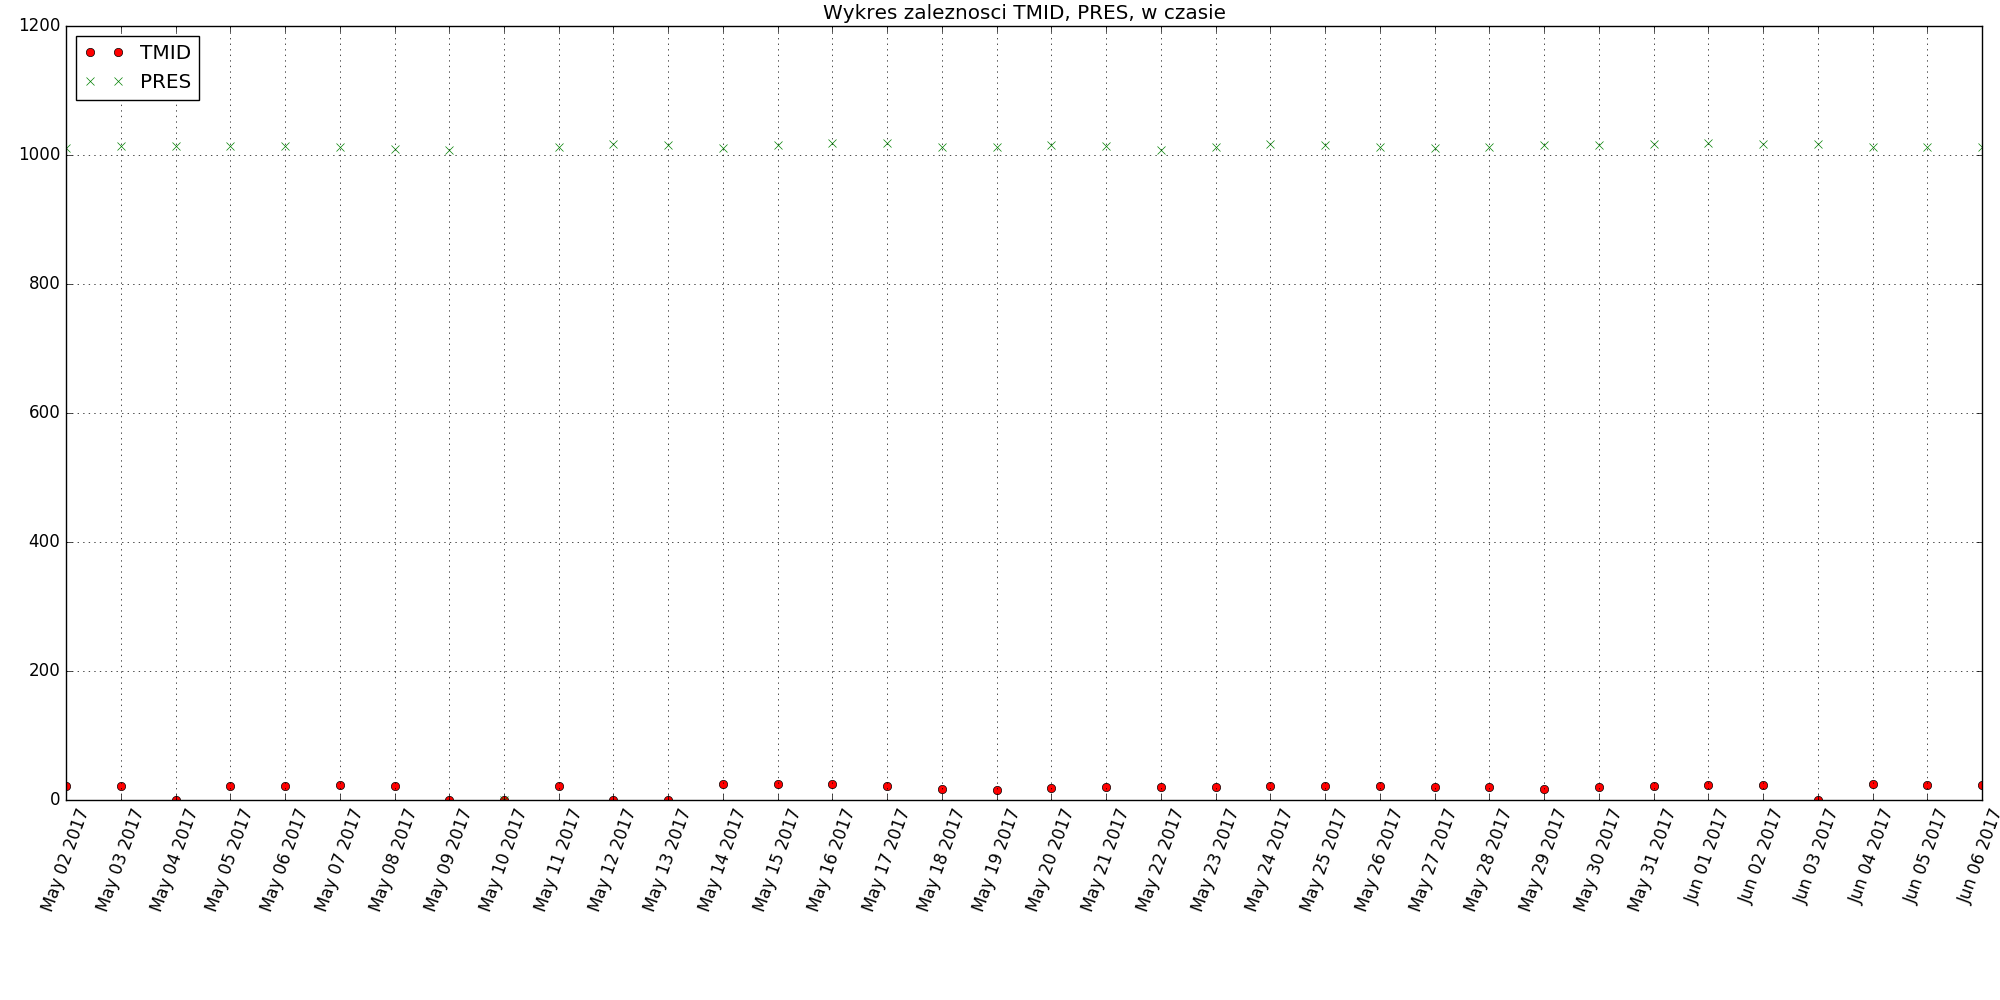 Wykres zaleznosci TMID, PRES, w czasie
1200
1000
800
600
400
200
0
TMID
PRES
May 02 2017
May 03 2017
May 04 2017
May 05 2017
May 06 2017
May 07 2017
May 08 2017
May 09 2017
May 10 2017
May 11 2017
May 12 2017
May 13 2017
May 14 2017
May 15 2017
May 16 2017
May 17 2017
May 18 2017
May 19 2017
May 20 2017
May 21 2017
May 22 2017
May 23 2017
May 24 2017
May 25 2017
May 26 2017
May 27 2017
May 28 2017
May 29 2017
May 30 2017
May 31 2017
Jun 01 2017
Jun 02 2017
Jun 03 2017
Jun 04 2017
Jun 05 2017
Jun 06 2017